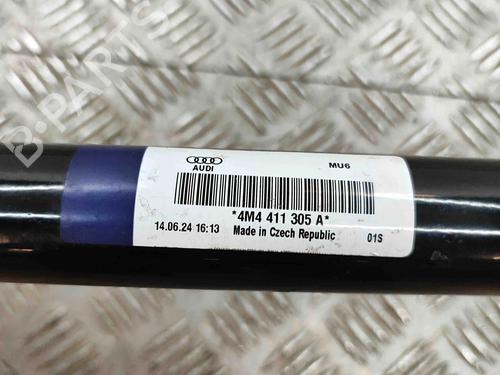 B-PARTS
AUDI
MU6
*4M4 411 305 A*
14.06.24 16:13 Made in Czech Republic 01S